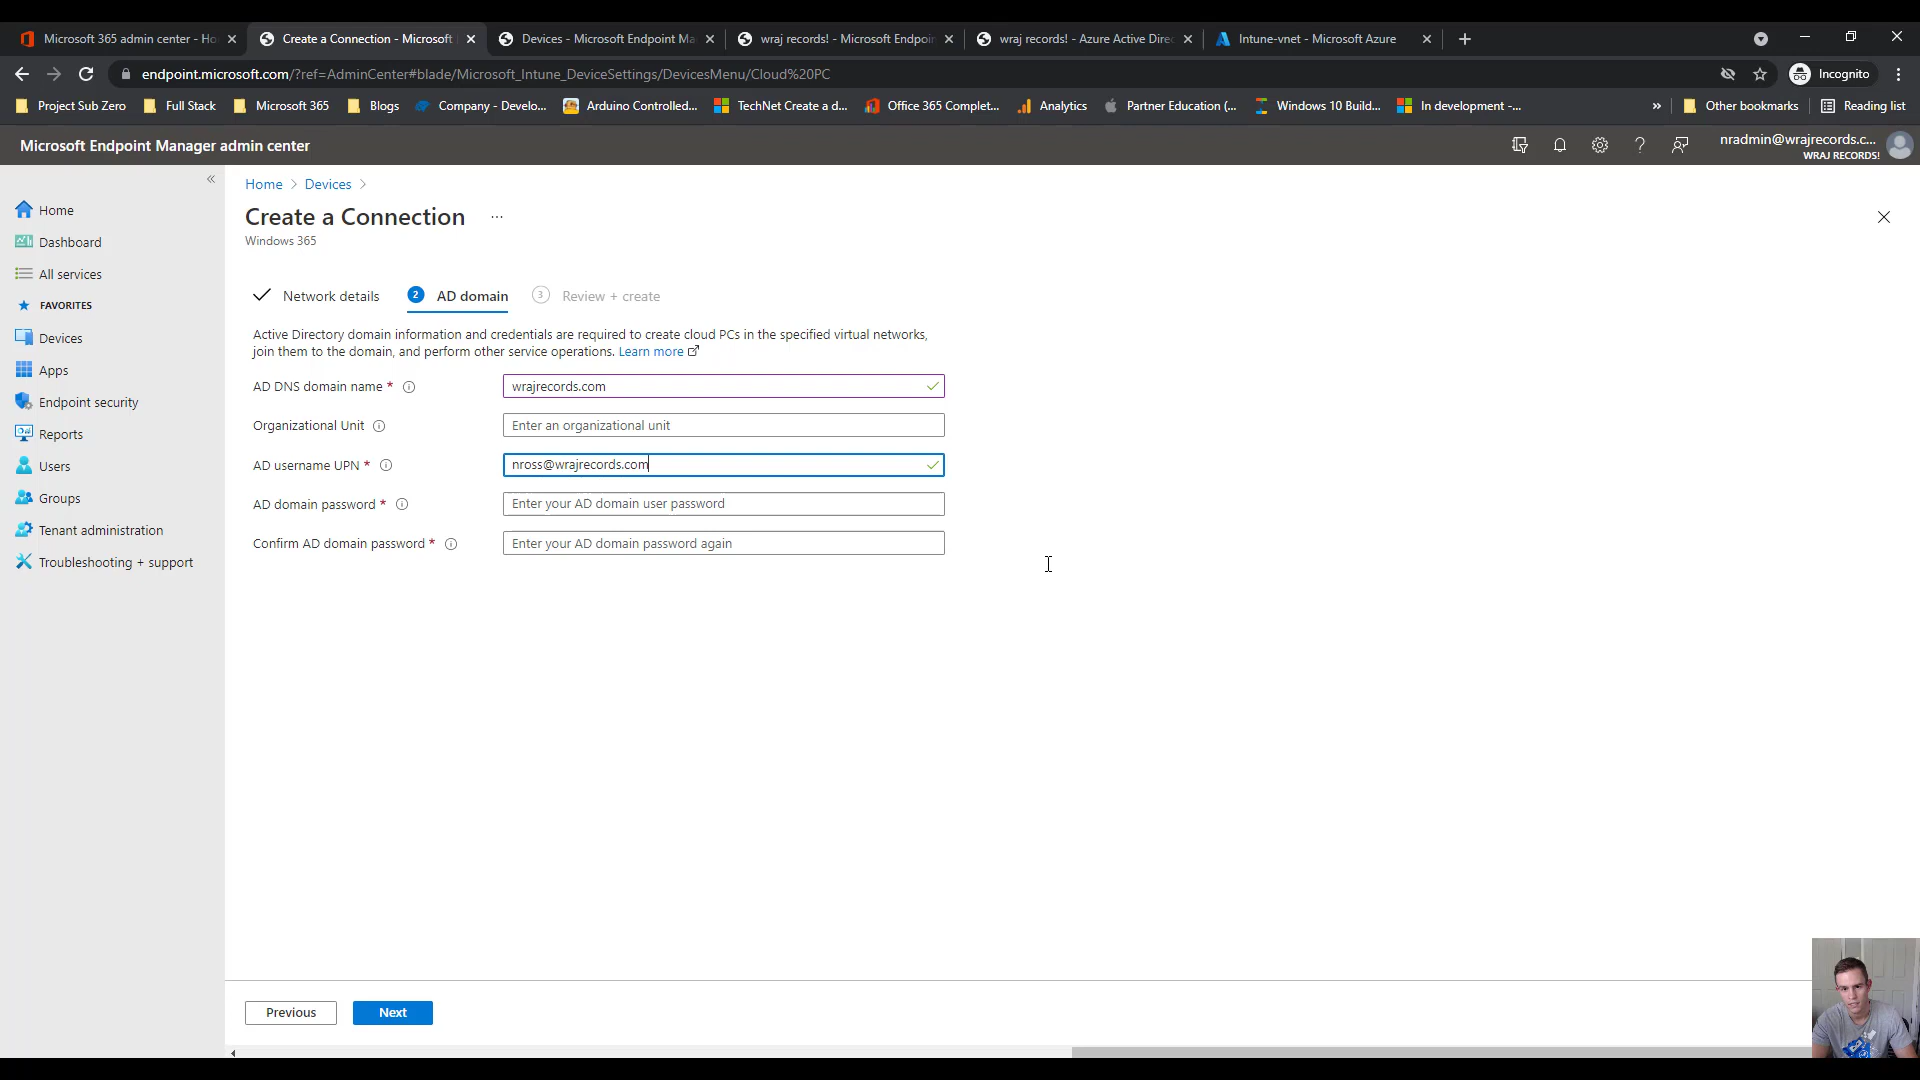 Microsoft 365 admin center - Ho
Create a Connection - Microsoft
Devices - Microsoft Endpoint Ma
wraj records! - Microsoft Endpoin
wraj records! - Azure Active Direc
Intune-vnet - Microsoft Azure
endpoint.microsoft.com/?ref=AdminCenter#blade/Microsoft_Intune_DeviceSettings/DevicesMenu/Cloud%20PC
Incognito
Project Sub Zero
Full Stack
Microsoft 365
Blogs
Company - Develo...
Arduino Controlled...
TechNet Create a d...
Office 365 Complet...
Analytics
Partner Education (...
Windows 10 Build...
In development -...
»
Other bookmarks
Reading list
Microsoft Endpoint Manager admin center
nradmin@wrajrecords.c...
WRAJ RECORDS!
«
Home
Dashboard
All services
FAVORITES
Devices
Apps
Endpoint security
Reports
Users
Groups
Tenant administration
Troubleshooting + support
Home > Devices >
Create a Connection ...
Windows 365
Network details
2 AD domain
3 Review + create
Active Directory domain information and credentials are required to create cloud PCs in the specified virtual networks,
join them to the domain, and perform other service operations. Learn more
AD DNS domain name *
wrajrecords.com
Organizational Unit
Enter an organizational unit
AD username UPN *
nross@wrajrecords.com
AD domain password *
Enter your AD domain user password
Confirm AD domain password *
Enter your AD domain password again
Previous
Next